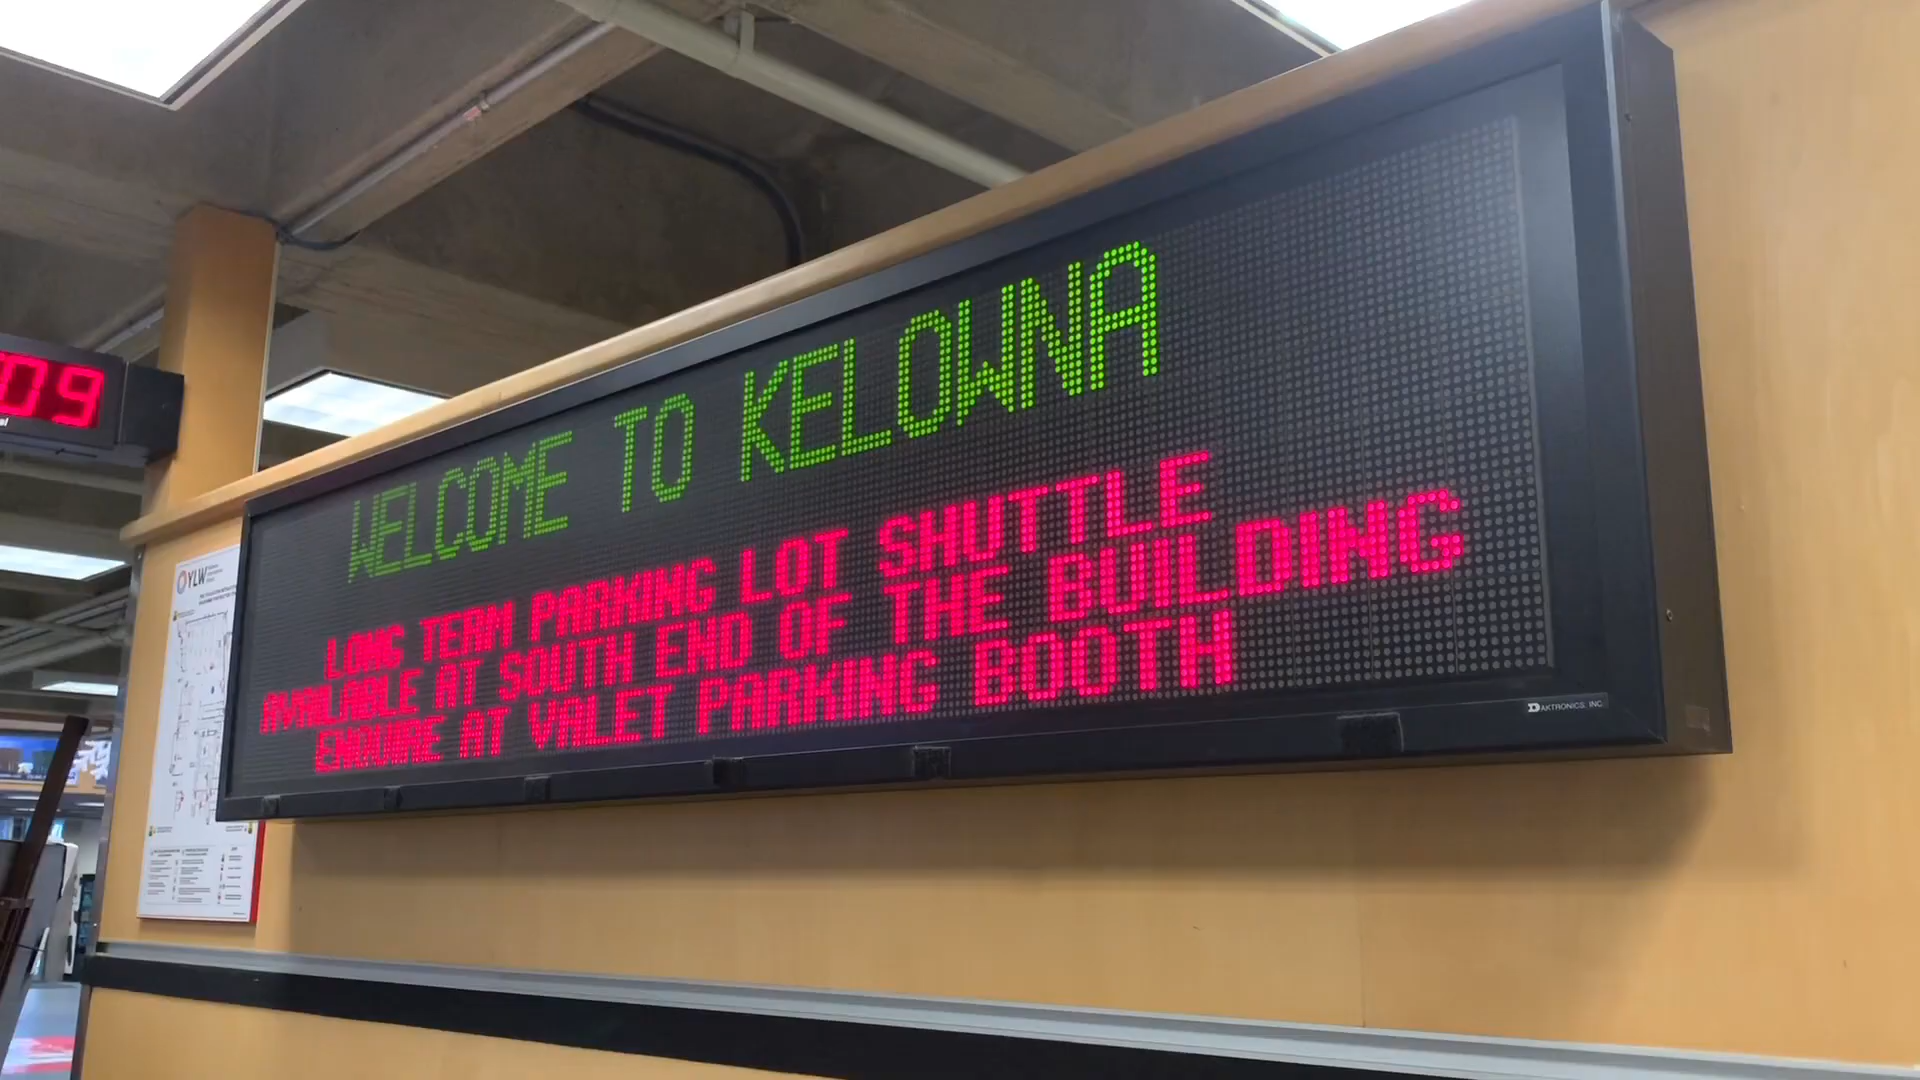 WELCOME TO KELOWNA
LONG TERM PARKING LOT SHUTTLE
AVAILABLE AT SOUTH END OF THE BUILDING
ENQUIRE AT VALET PARKING BOOTH
DAKTRONICS, INC.
09
YLW